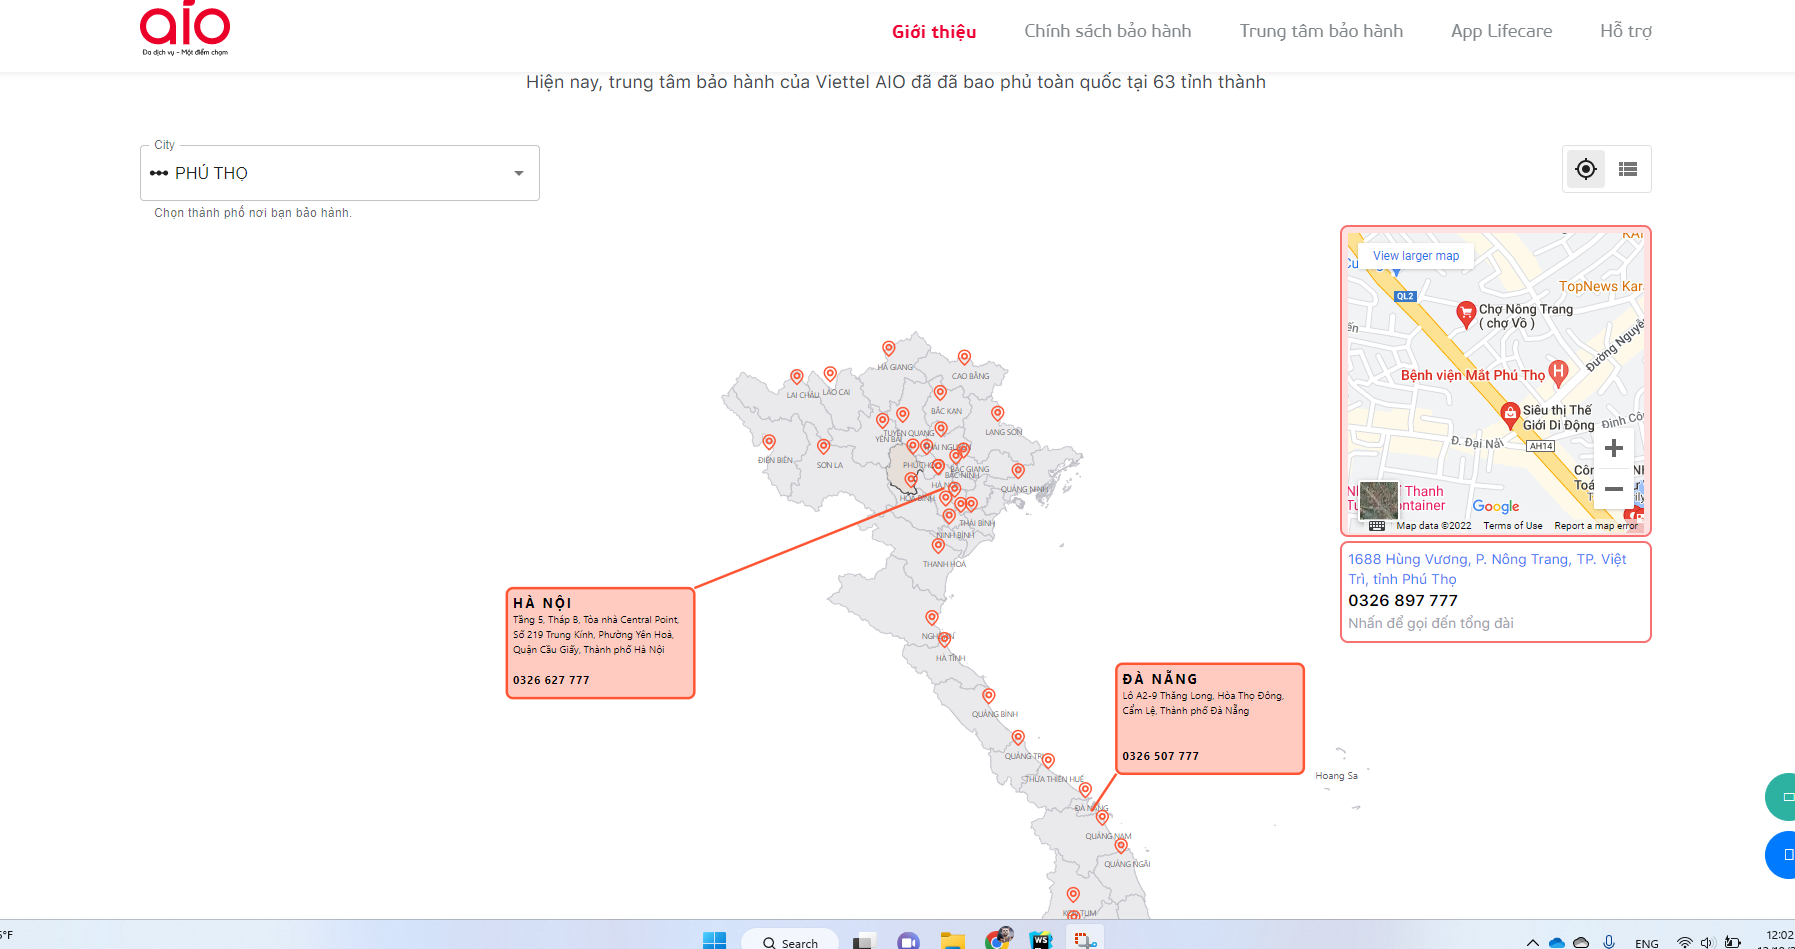 aio
Đa dịch vụ - Một điểm chạm
Giới thiệu
Chính sách bảo hành
Trung tâm bảo hành
App Lifecare
Hỗ trợ
Hiện nay, trung tâm bảo hành của Viettel AIO đã đã bao phủ toàn quốc tại 63 tỉnh thành
City
PHÚ THỌ
Chọn thành phố nơi bạn bảo hành.
View larger map
QL2
TopNews Kar
Chợ Nông Trang
( chợ Vồ )
Đường Nguyễ
Bệnh viện Mắt Phú Thọ
Siêu thị Thế
Giới Di Động
Đinh Cô
Đ. Đại Nải
AH14
Thanh
ntainer
Google
Map data ©2022
Terms of Use
Report a map error
1688 Hùng Vương, P. Nông Trang, TP. Việt
Trì, tỉnh Phú Thọ
0326 897 777
Nhấn để gọi đến tổng đài
HÀ GIANG
CAO BẰNG
LAI CHÂU
LÀO CAI
BẮC KẠN
TUYÊN QUANG
LẠNG SƠN
YÊN BÁI
ĐIỆN BIÊN
SƠN LA
PHÚ THỌ
BẮC GIANG
BẮC NINH
QUẢNG NINH
THÁI BÌNH
NINH BÌNH
THANH HÓA
HÀ NỘI
Tầng 5, Tháp B, Tòa nhà Central Point,
Số 219 Trung Kính, Phường Yên Hoà,
Quận Cầu Giấy, Thành phố Hà Nội
0326 627 777
HÀ TĨNH
ĐÀ NẴNG
Lô A2-9 Thăng Long, Hòa Thọ Đông,
Cẩm Lệ, Thành phố Đà Nẵng
0326 507 777
QUẢNG BÌNH
QUẢNG TR
THỪA THIÊN HUẾ
Hoang Sa
ĐÀ NẴNG
QUẢNG NAM
QUẢNG NGÃI
KON TUM
Search
WS
ENG
12:02